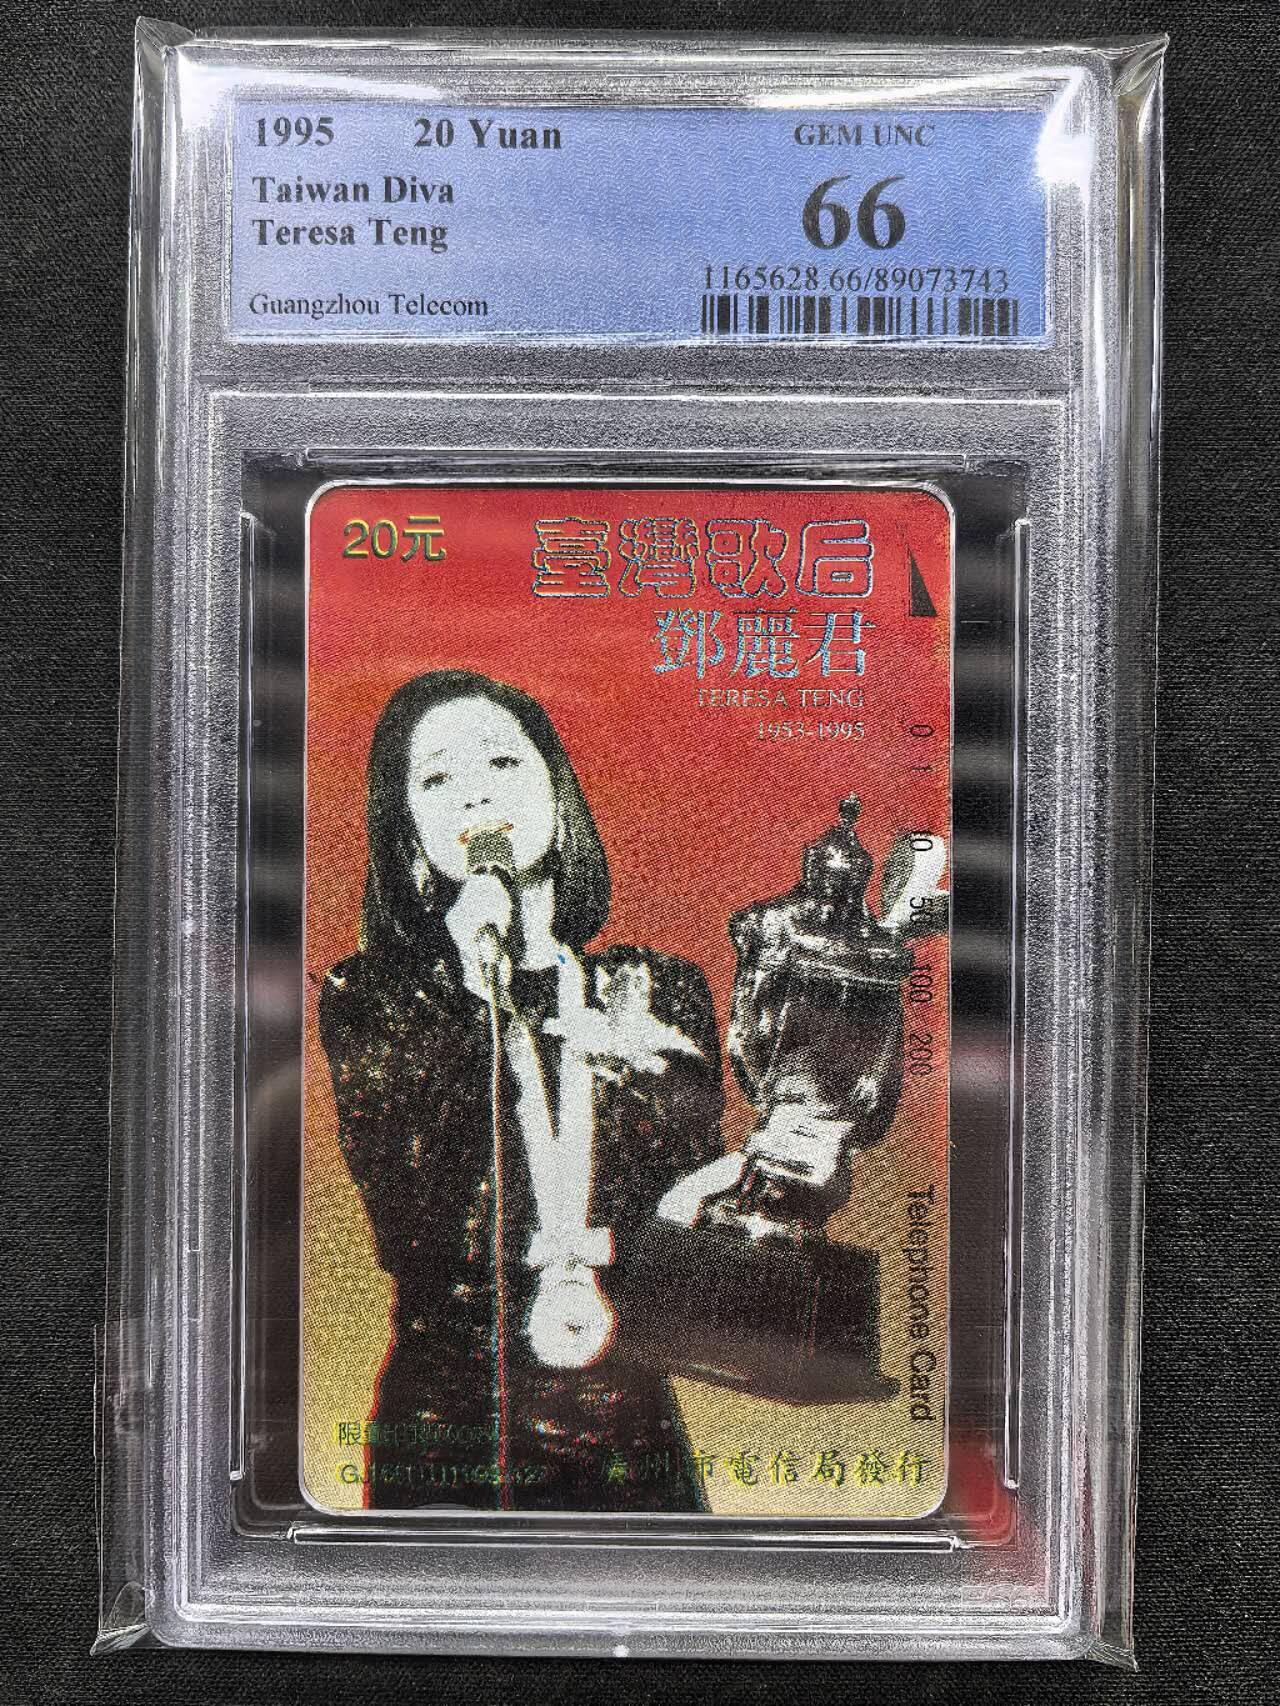 1995 20 Yuan GEM UNC
Taiwan Diva
Teresa Teng
66
Guangzhou Telecom
1165628.66/89073743
20元
臺灣歌后
鄧麗君
TERESA TENG
1953-1995
0 1 10 50 100 200
Telephone Card
廣州市電信局發行